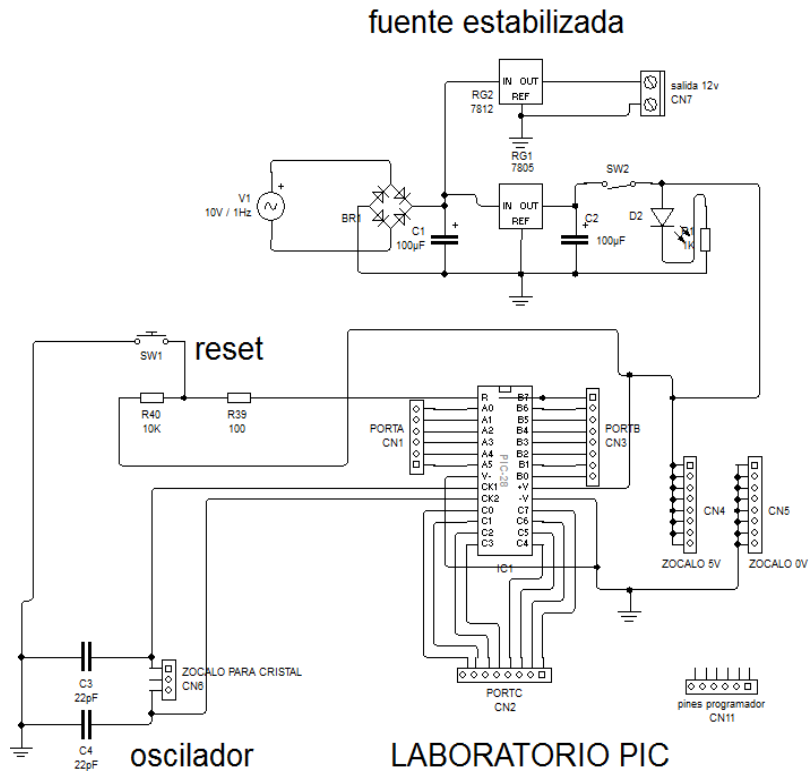 fuente estabilizada
IN OUT
REF
RG2
7812
salida 12v
CN7
RG1
7805
SW2
V1
10V / 1Hz
BR1
C1
100µF
IN OUT
REF
C2
100µF
D2
1K
SW1
reset
R40
10K
R39
100
PORTA
CN1
R
A0
A1
A2
A3
A4
A5
V-
CK1
CK2
C0
C1
C2
C3
PIC-28
B7
B6
B5
B4
B3
B2
B1
B0
+V
-V
C7
C6
C5
C4
IC1
PORTB
CN3
CN4
ZOCALO 5V
CN5
ZOCALO 0V
C3
22pF
ZOCALO PARA CRISTAL
CN6
C4
22pF
PORTC
CN2
pines programador
CN11
oscilador
LABORATORIO PIC